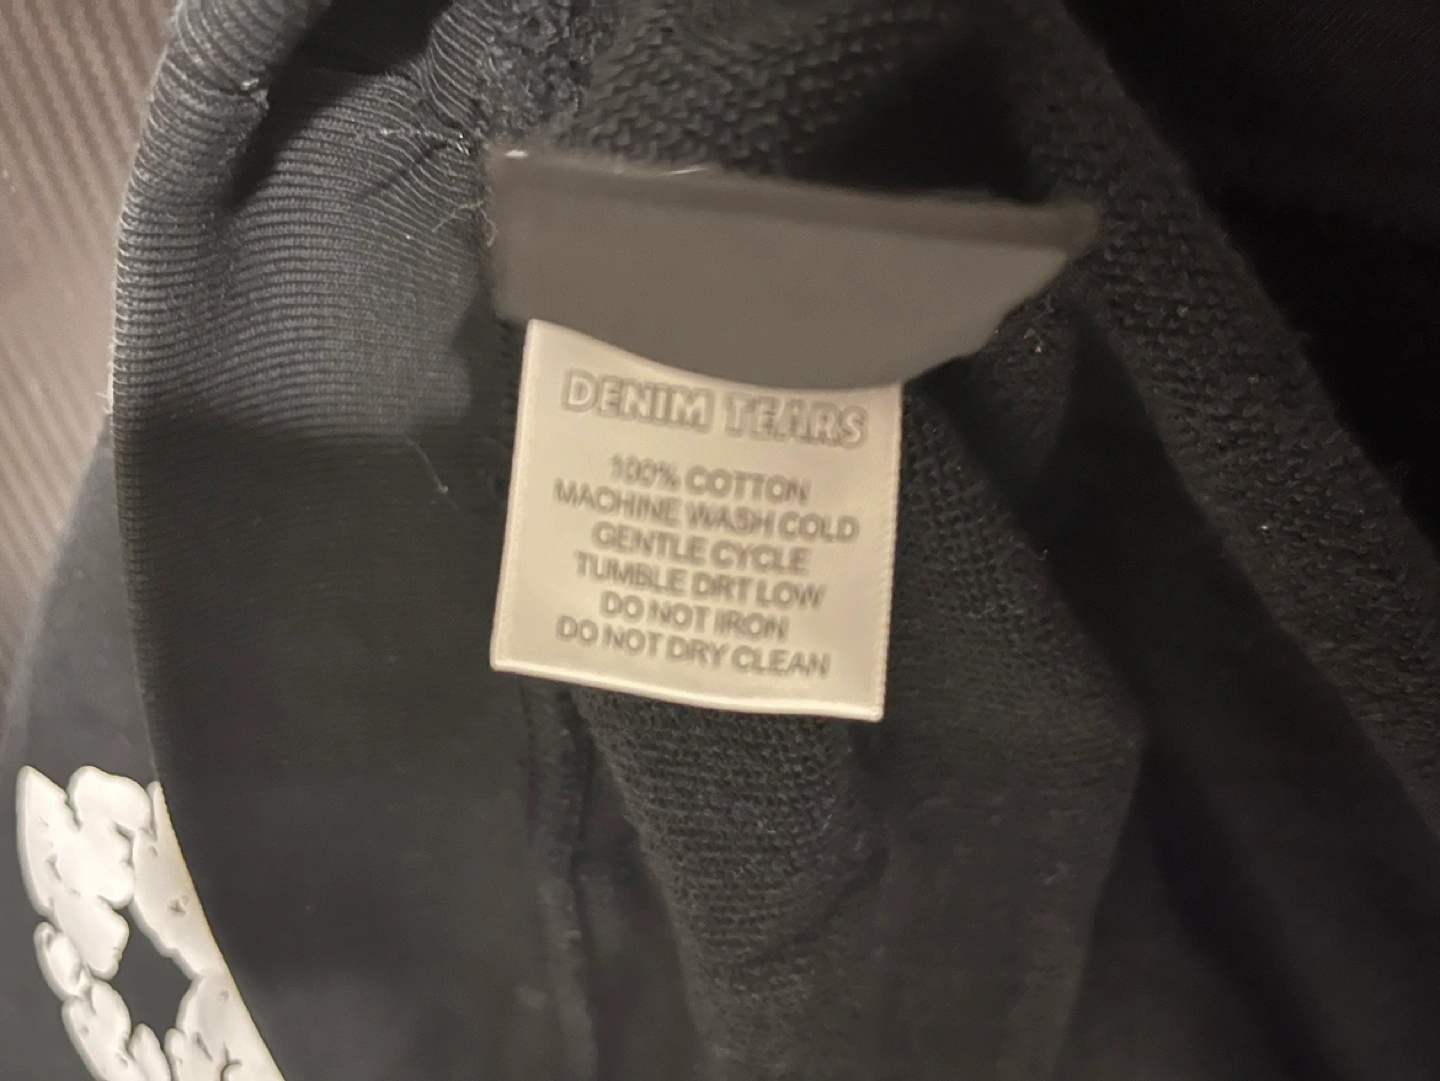 DENIM TEARS
100% COTTON
MACHINE WASH COLD
GENTLE CYCLE
TUMBLE DRT LOW
DO NOT IRON
DO NOT DRY CLEAN